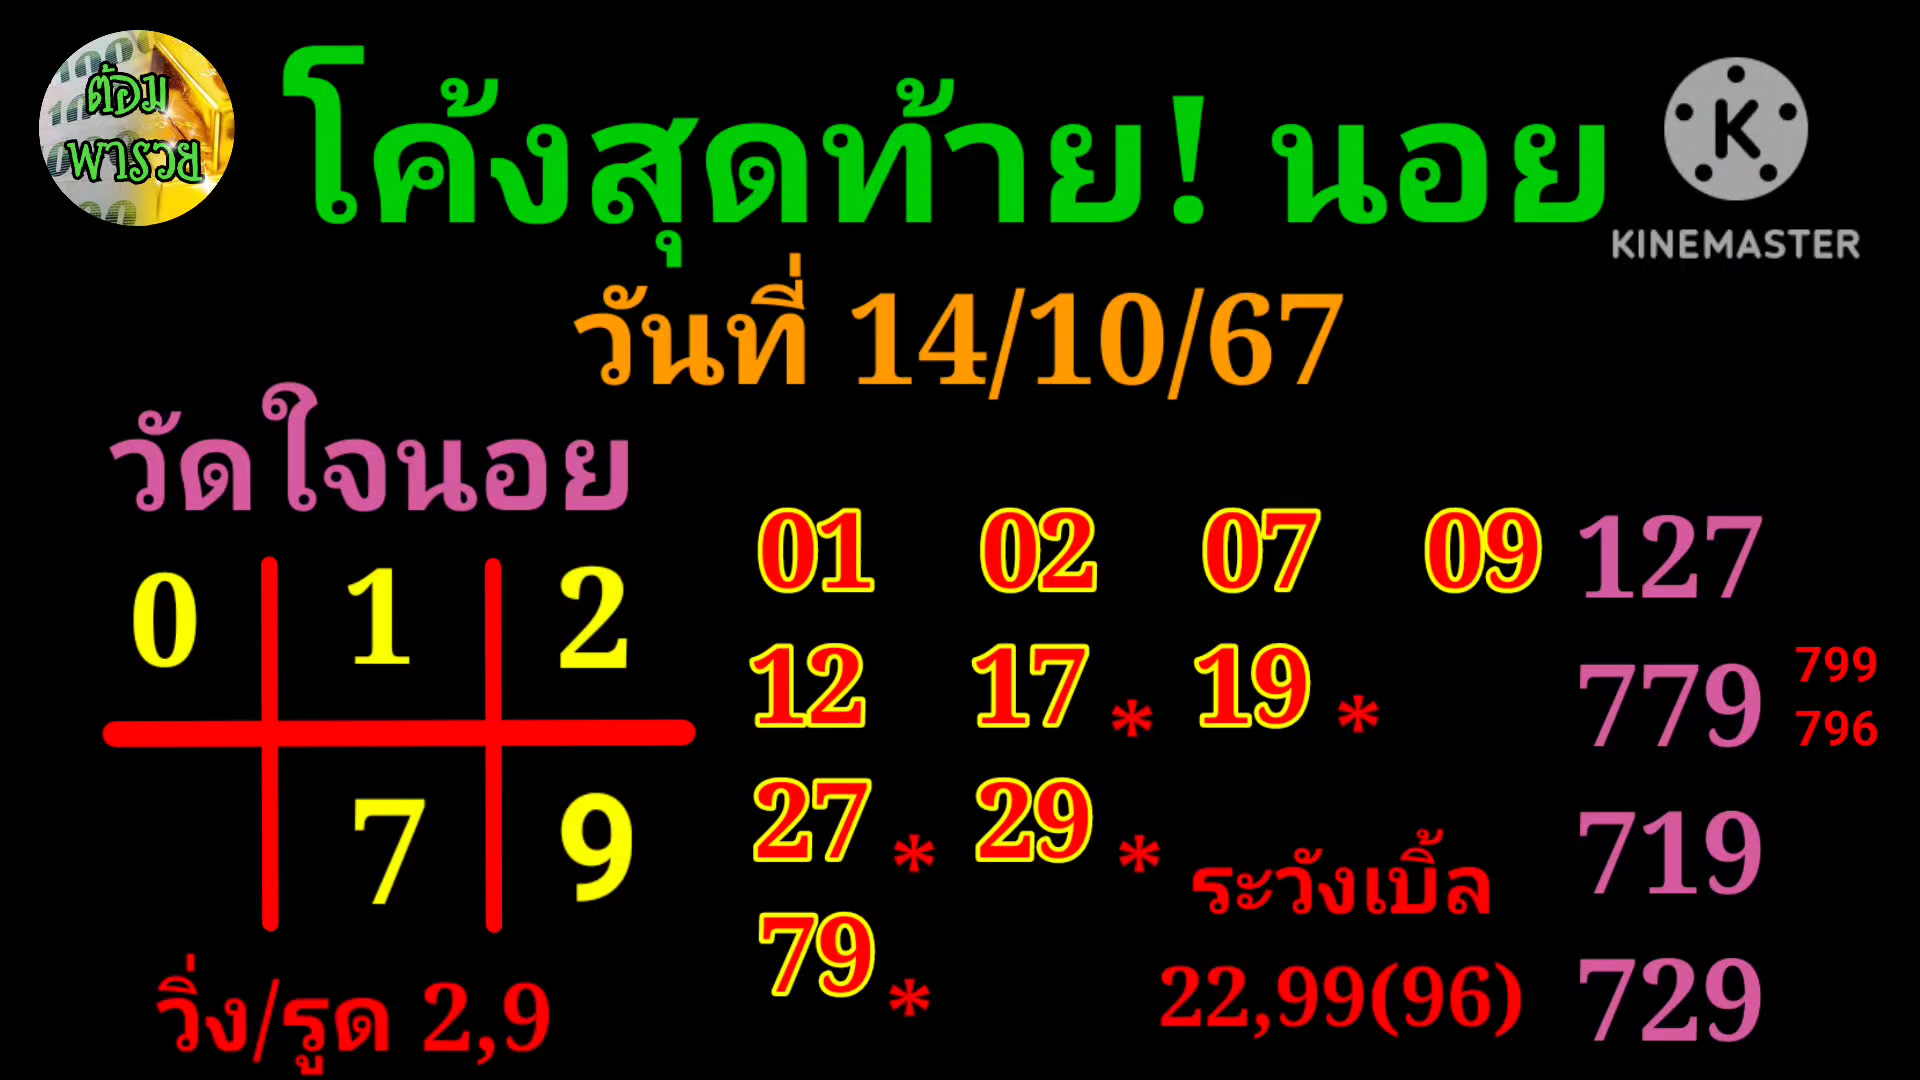 ต้อม
พารวย
โค้งสุดท้าย! นอย
KINEMASTER
วันที่ 14/10/67
วัดใจนอย
0 1 2
7 9
วิ่ง/รูด 2,9
01 02 07 09
12 17 * 19 *
27 * 29 *
79 *
ระวังเบิ้ล
22,99(96)
127
779
799
796
719
729